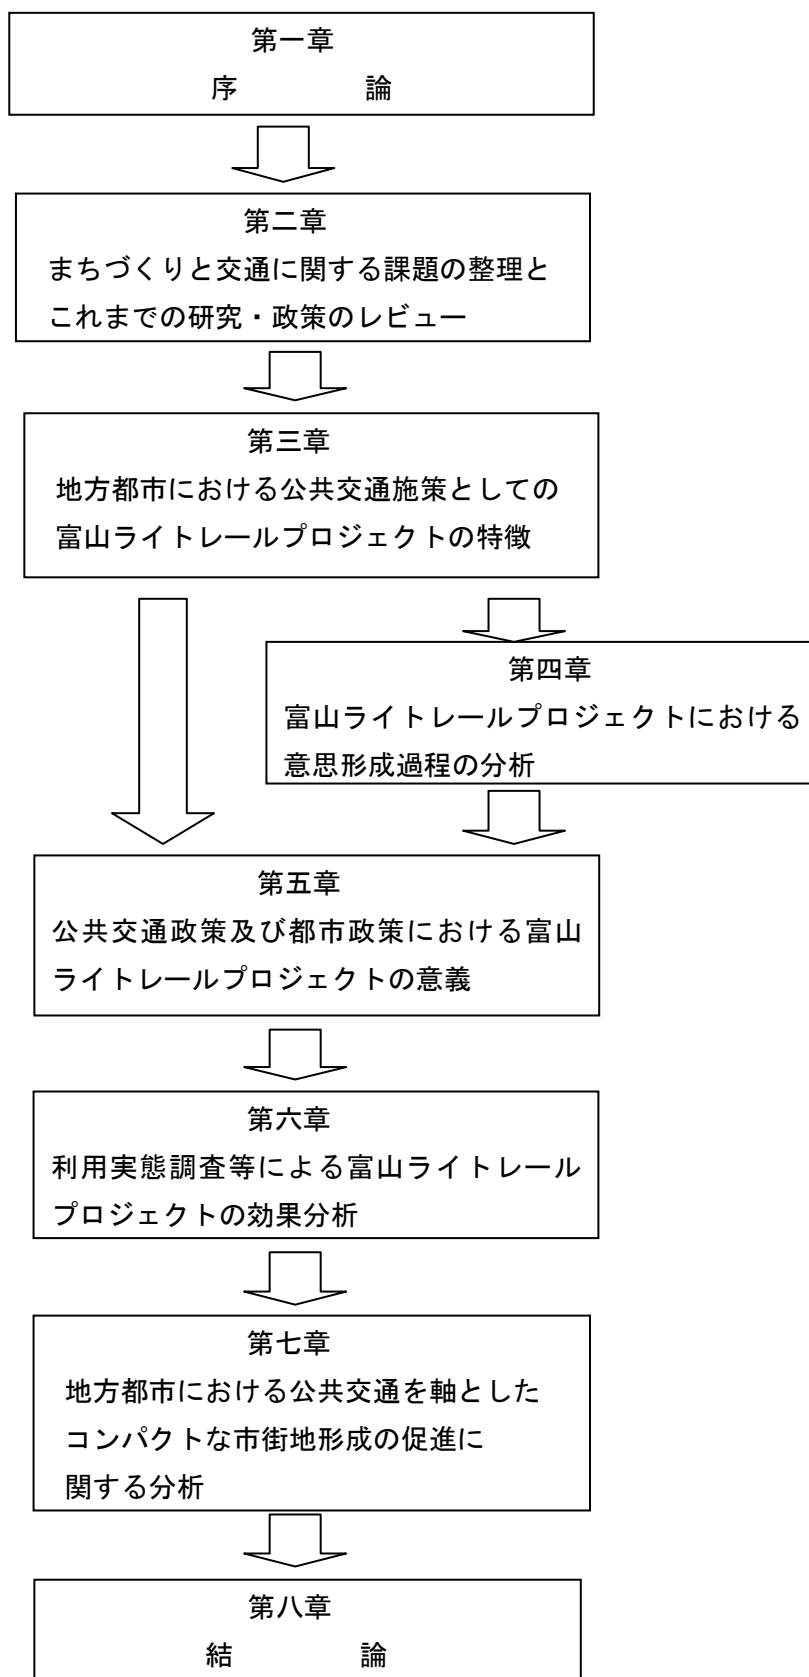 第一章
序　　　　論
第二章
まちづくりと交通に関する課題の整理と
これまでの研究・政策のレビュー
第三章
地方都市における公共交通施策としての
富山ライトレールプロジェクトの特徴
第四章
富山ライトレールプロジェクトにおける
意思形成過程の分析
第五章
公共交通政策及び都市政策における富山
ライトレールプロジェクトの意義
第六章
利用実態調査等による富山ライトレール
プロジェクトの効果分析
第七章
地方都市における公共交通を軸とした
コンパクトな市街地形成の促進に
関する分析
第八章
結　　　　論